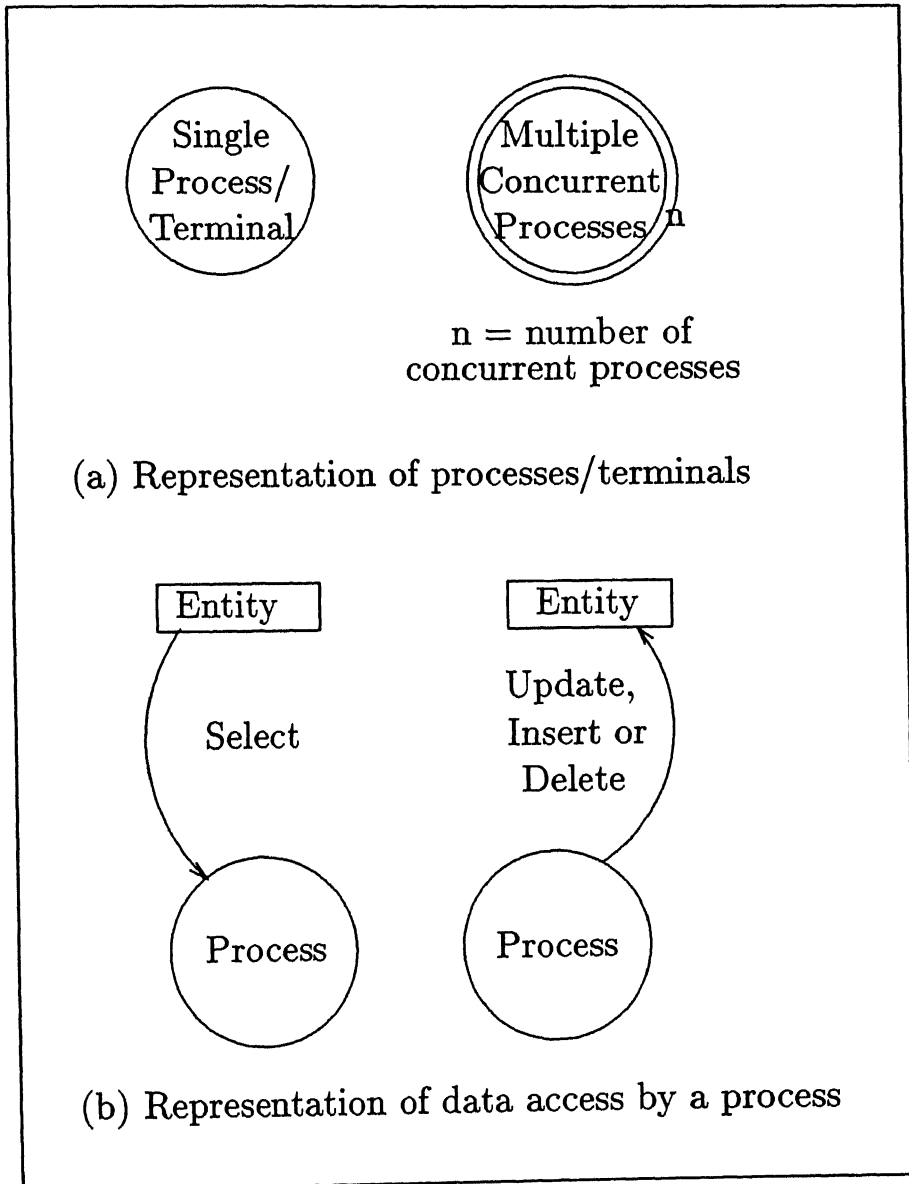 Single
Process/
Terminal
Multiple
Concurrent
Processes n
n = number of
concurrent processes
(a) Representation of processes/terminals
Entity
Select
Process
Entity
Update,
Insert or
Delete
Process
(b) Representation of data access by a process